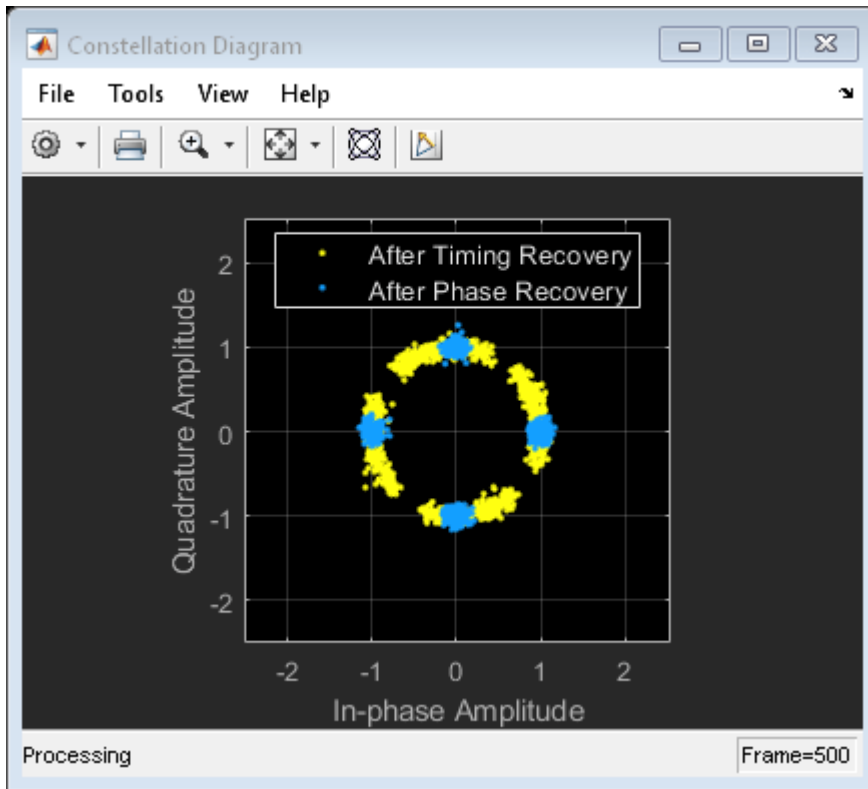 Constellation Diagram
File Tools View Help
After Timing Recovery
After Phase Recovery
Quadrature Amplitude
2
1
0
-1
-2
-2 -1 0 1 2
In-phase Amplitude
Processing Frame=500